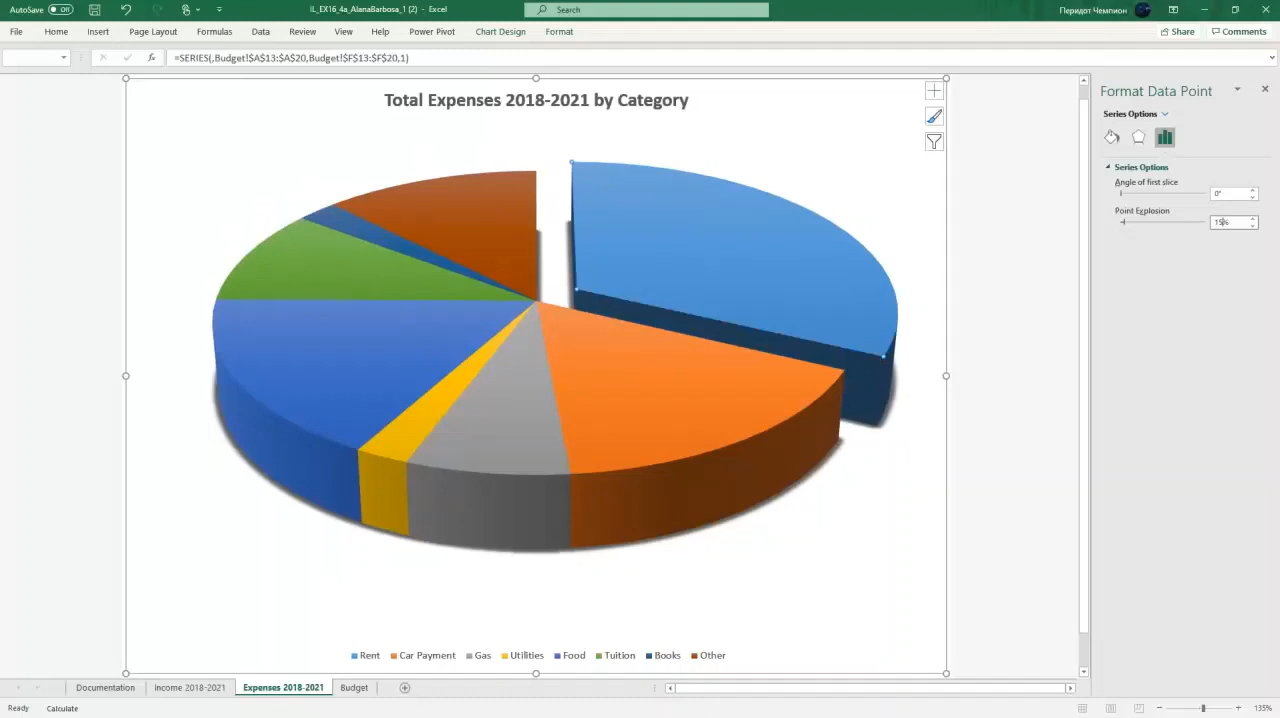 AutoSave Off IL_EX16_4a_AlanaBarbosa_1 (2) - Excel Search Перидот Чемпион
File Home Insert Page Layout Formulas Data Review View Help Power Pivot Chart Design Format Share Comments
fx =SERIES(,Budget!$A$13:$A$20,Budget!$F$13:$F$20,1)
Total Expenses 2018-2021 by Category
Rent Car Payment Gas Utilities Food Tuition Books Other
Format Data Point
Series Options
Series Options
Angle of first slice
0°
Point Explosion
15%
Documentation Income 2018-2021 Expenses 2018-2021 Budget
Ready Calculate 135%